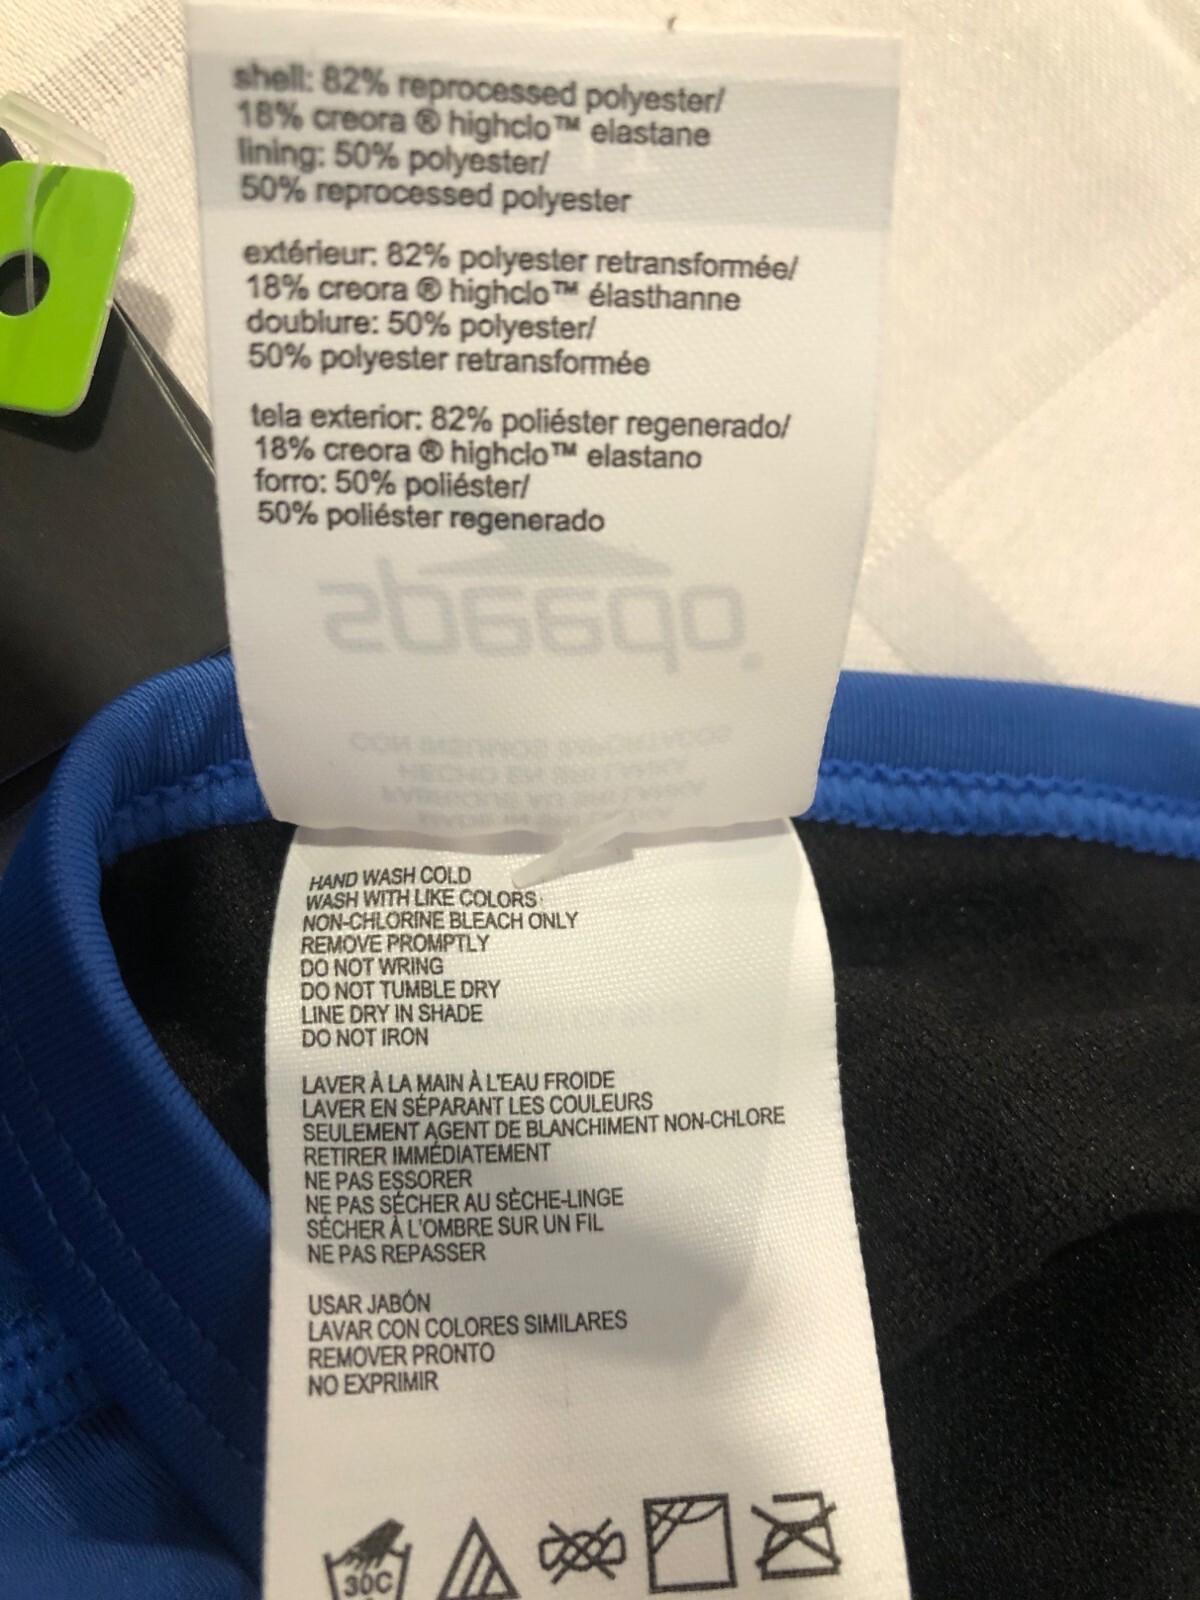 shell: 82% reprocessed polyester/
18% creora ® highclo™ elastane
lining: 50% polyester/
50% reprocessed polyester
extérieur: 82% polyester retransformée/
18% creora ® highclo™ élasthanne
doublure: 50% polyester/
50% polyester retransformée
tela exterior: 82% poliéster regenerado/
18% creora ® highclo™ elastano
forro: 50% poliéster/
50% poliéster regenerado
speedo
HAND WASH COLD
WASH WITH LIKE COLORS
NON-CHLORINE BLEACH ONLY
REMOVE PROMPTLY
DO NOT WRING
DO NOT TUMBLE DRY
LINE DRY IN SHADE
DO NOT IRON
LAVER À LA MAIN À L'EAU FROIDE
LAVER EN SÉPARANT LES COULEURS
SEULEMENT AGENT DE BLANCHIMENT NON-CHLORE
RETIRER IMMÉDIATEMENT
NE PAS ESSORER
NE PAS SÉCHER AU SÈCHE-LINGE
SÉCHER À L'OMBRE SUR UN FIL
NE PAS REPASSER
USAR JABÓN
LAVAR CON COLORES SIMILARES
REMOVER PRONTO
NO EXPRIMIR
30C